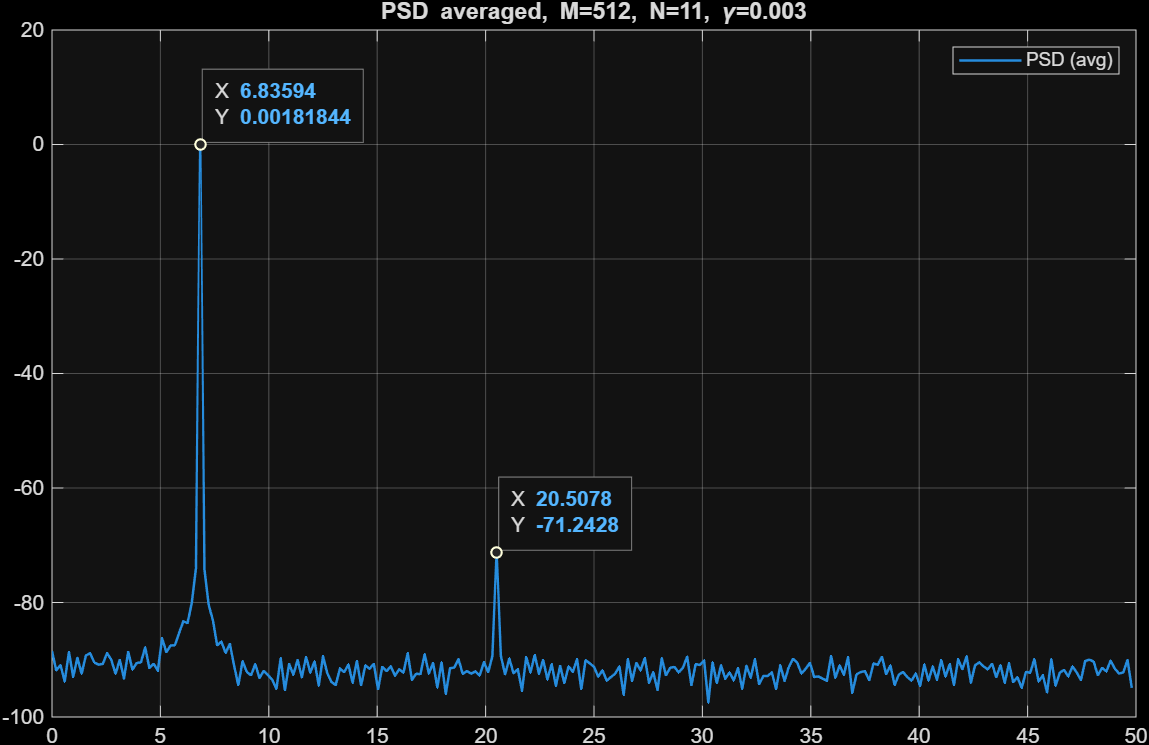 PSD averaged, M=512, N=11, γ=0.003
20
PSD (avg)
X 6.83594
Y 0.00181844
0
-20
-40
-60
X 20.5078
Y -71.2428
-80
-100
0 5 10 15 20 25 30 35 40 45 50